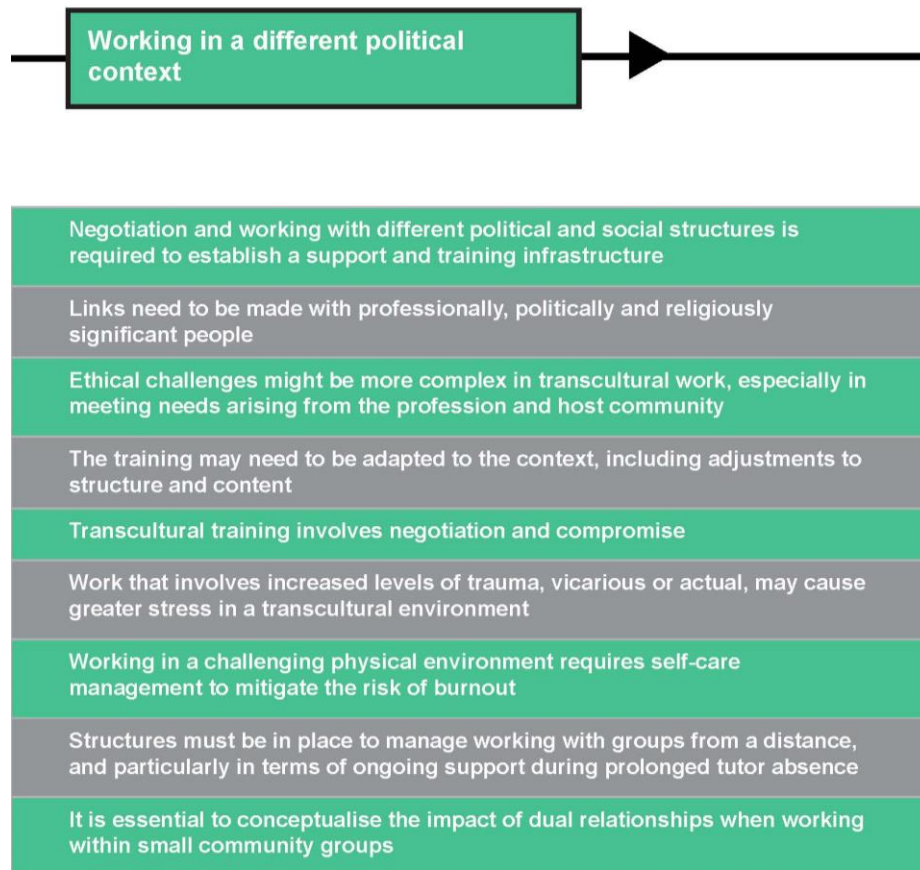 Working in a different political
context
Negotiation and working with different political and social structures is
required to establish a support and training infrastructure
Links need to be made with professionally, politically and religiously
significant people
Ethical challenges might be more complex in transcultural work, especially in
meeting needs arising from the profession and host community
The training may need to be adapted to the context, including adjustments to
structure and content
Transcultural training involves negotiation and compromise
Work that involves increased levels of trauma, vicarious or actual, may cause
greater stress in a transcultural environment
Working in a challenging physical environment requires self-care
management to mitigate the risk of burnout
Structures must be in place to manage working with groups from a distance,
and particularly in terms of ongoing support during prolonged tutor absence
It is essential to conceptualise the impact of dual relationships when working
within small community groups